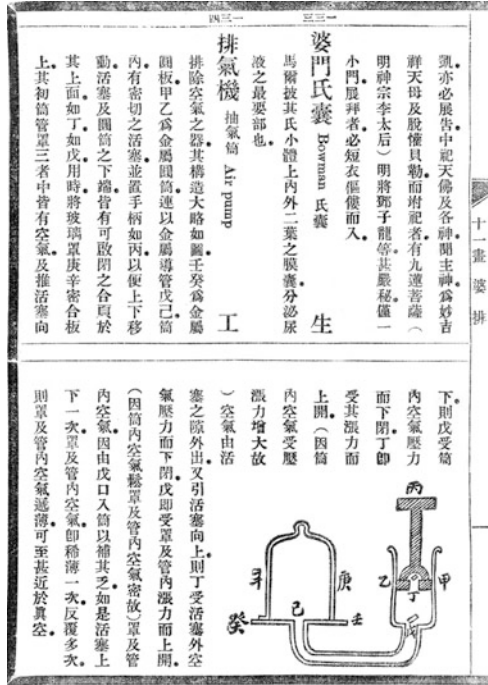 十一畫 婆 排
凱亦必展告中祀天佛及各神聞主神為妙吉
祥天母及脫懽貝勒而坿祀者有九蓮菩薩（
明神宗李太后）明將鄧子龍等甚嚴秘僅一
小門展拜者必短衣傴僂而入。
婆門氏囊 Bowman 氏囊 生
馬爾披其氏小體上內外二葉之膜囊。分泌尿
液之最要部也。
排氣機 抽氣筒 Air pump 工
排除空氣之器。其構造大略如圖。壬癸為金屬
圓板。甲乙為金屬圓筒。連以金屬導管戊己。筒
內有密切之活塞。並置手柄如丙。以便上下移
動。活塞及圓筒之下端。皆有可啟閉之合頁。於
其上面如丁如戊。用時將玻璃罩庚辛密合板
上。其初筒管罩三者中。皆有空氣。及推活塞向
下。則戊受筒
內空氣壓力
而下閉。丁即
受其漲力而
上開。（因筒
內空氣受壓
漲力增大故
）空氣由活
塞之隙外出。又引活塞向上。則丁受活塞外空
氣壓力而下閉。戊即受罩及管內漲力而上開。
（因筒內空氣鬆罩及管內空氣密故）罩及管
內空氣。因由戊口入筒以補其乏。如是活塞上
下一次。罩及管內空氣。即稀薄一次。反覆多次。
則罩及管內空氣遞薄。可至甚近於真空。
丙
甲
乙
丁
戊
庚
辛
己
壬
癸